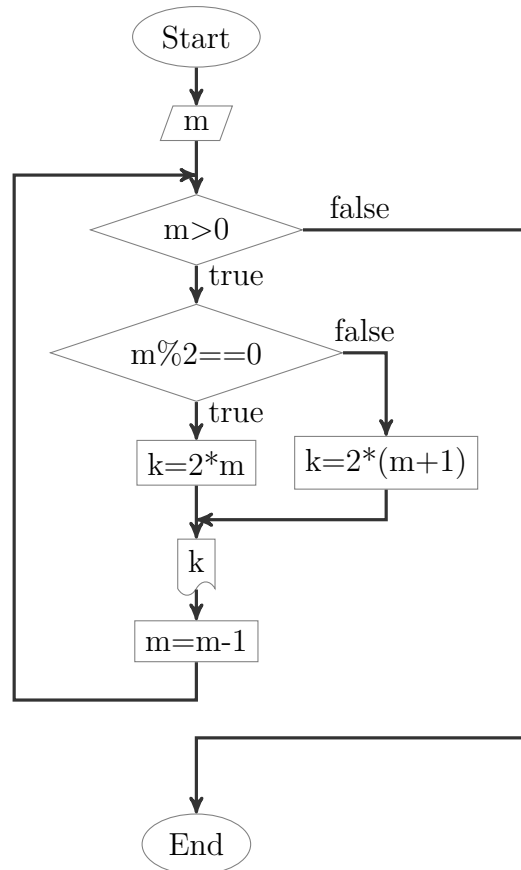 Start
m
m>0
false
true
m%2==0
false
true
k=2*m
k=2*(m+1)
k
m=m-1
End